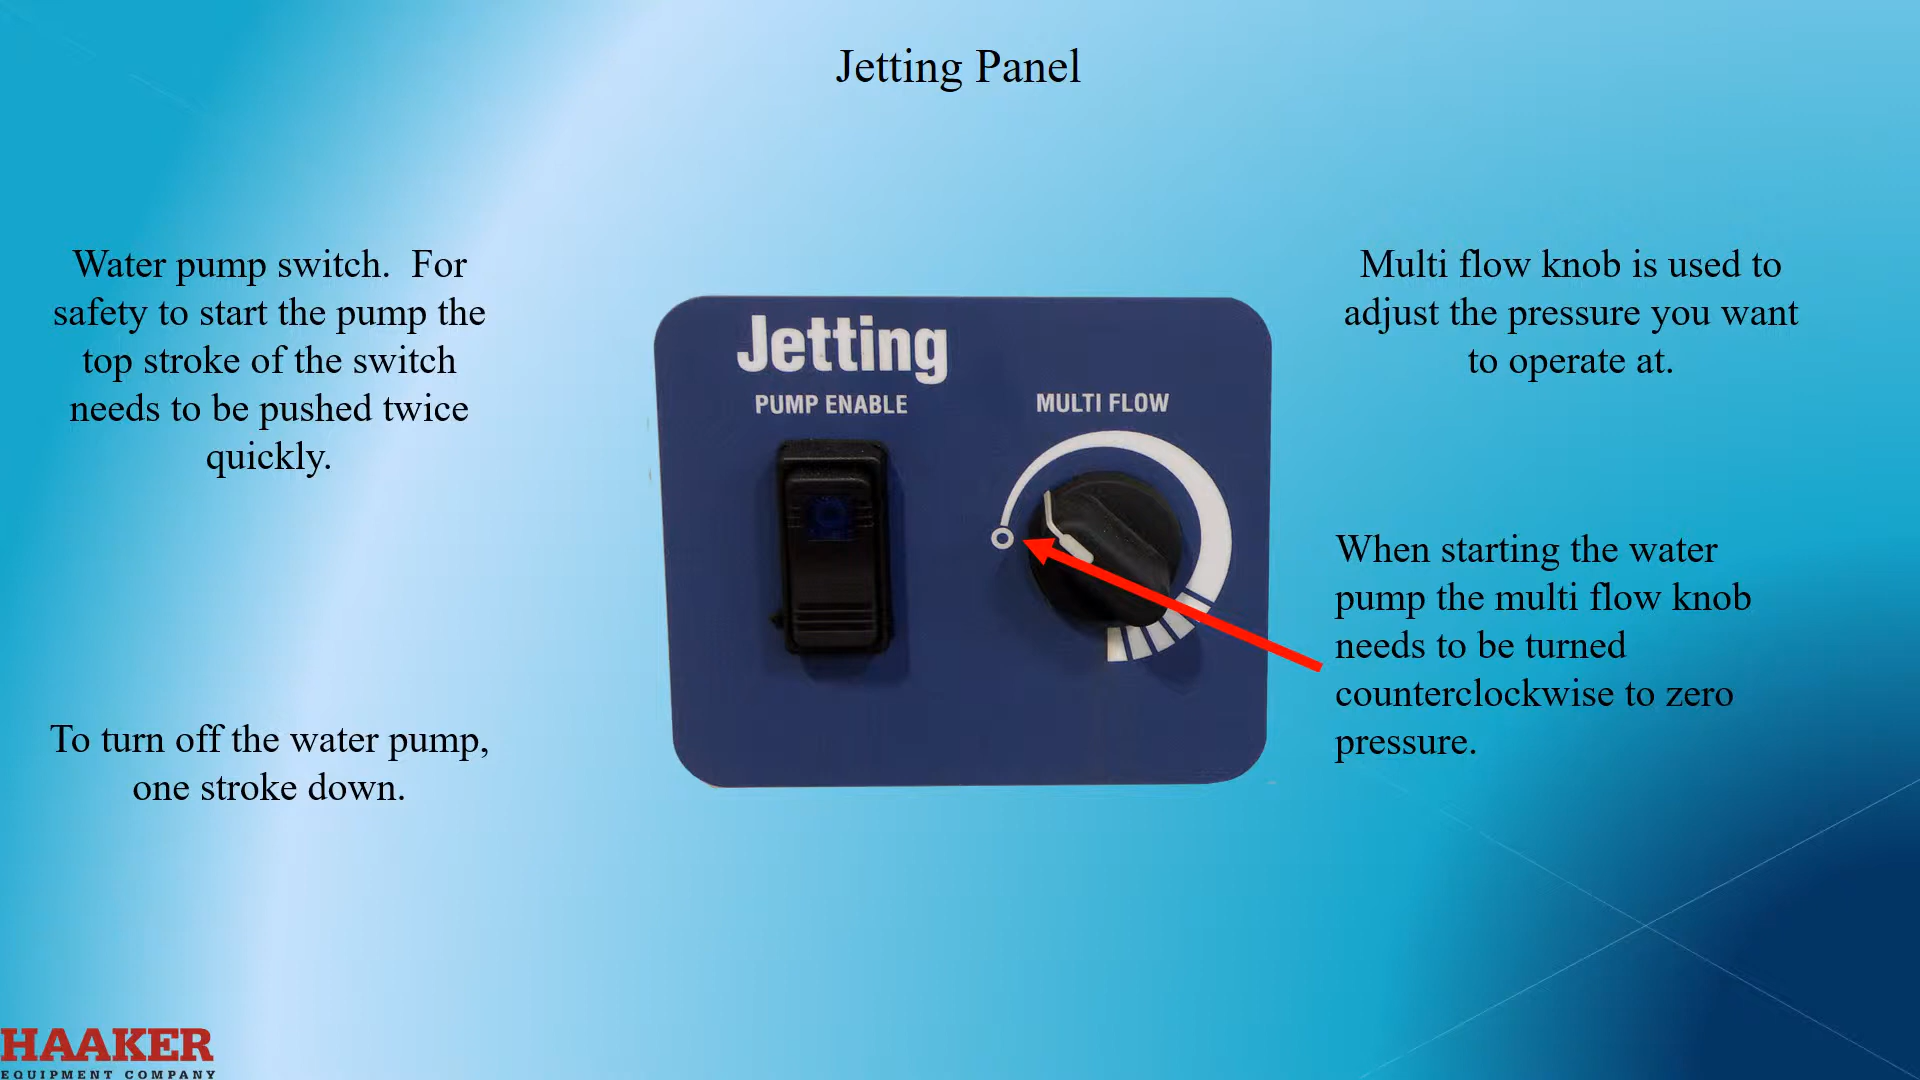 Jetting Panel
Water pump switch.  For
safety to start the pump the
top stroke of the switch
needs to be pushed twice
quickly.
To turn off the water pump,
one stroke down.
Jetting
PUMP ENABLE
MULTI FLOW
Multi flow knob is used to
adjust the pressure you want
to operate at.
When starting the water
pump the multi flow knob
needs to be turned
counterclockwise to zero
pressure.
HAAKER
EQUIPMENT COMPANY